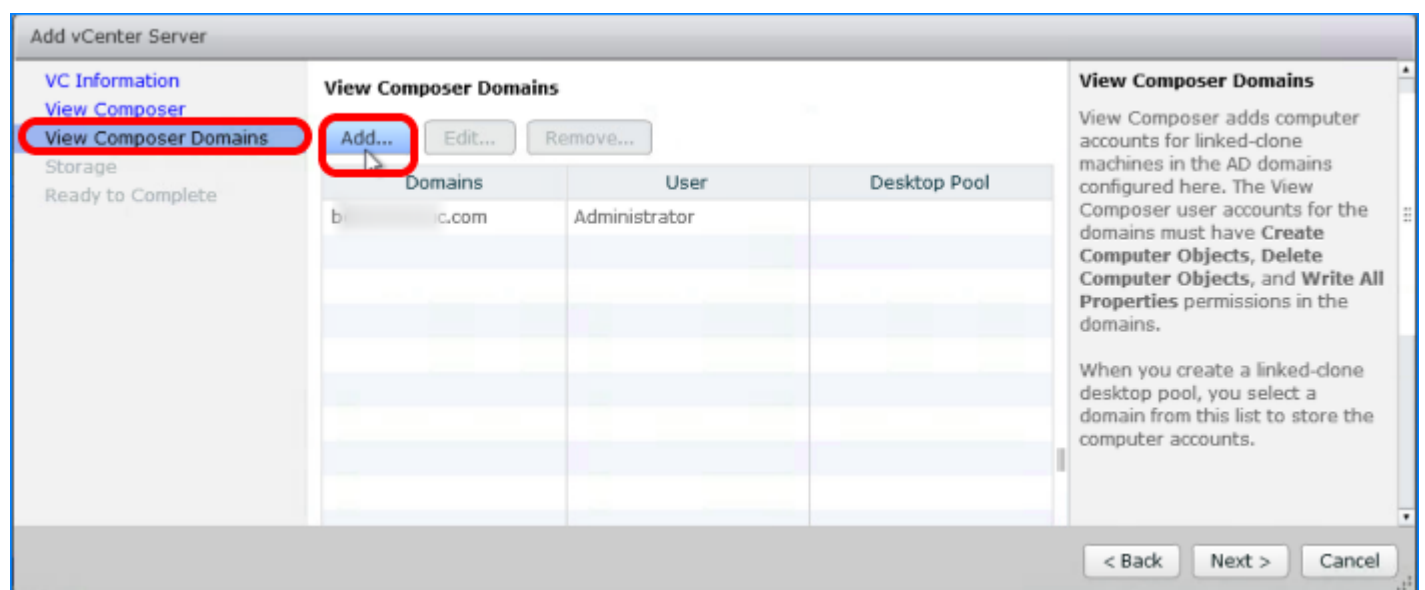 Add vCenter Server
VC Information
View Composer
View Composer Domains
Storage
Ready to Complete
View Composer Domains
Add...
Edit...
Remove...
Domains
User
Desktop Pool
b
c.com
Administrator
View Composer Domains
View Composer adds computer
accounts for linked-clone
machines in the AD domains
configured here. The View
Composer user accounts for the
domains must have Create
Computer Objects, Delete
Computer Objects, and Write All
Properties permissions in the
domains.
When you create a linked-clone
desktop pool, you select a
domain from this list to store the
computer accounts.
< Back
Next >
Cancel